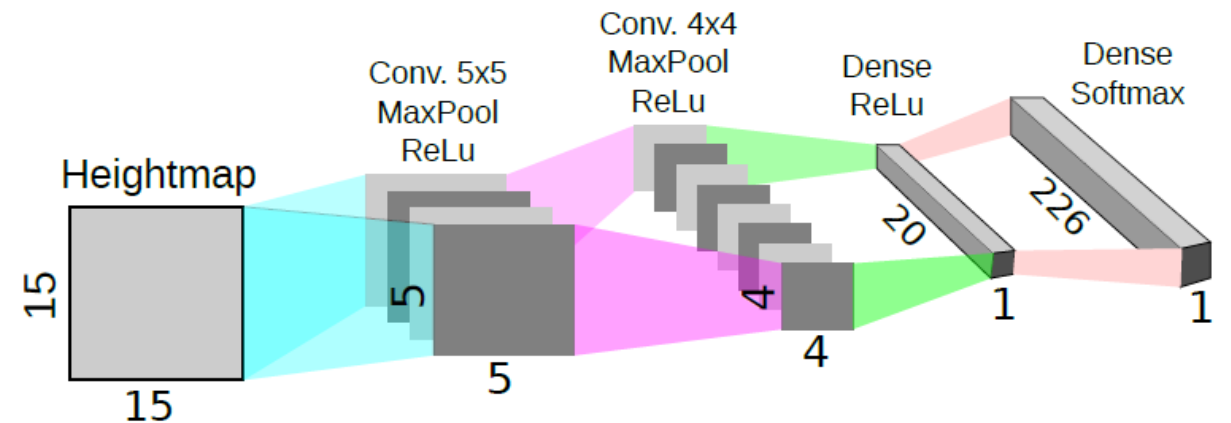 Heightmap
15
15
Conv. 5x5
MaxPool
ReLu
5
5
Conv. 4x4
MaxPool
ReLu
4
4
Dense
ReLu
20
1
Dense
Softmax
226
1